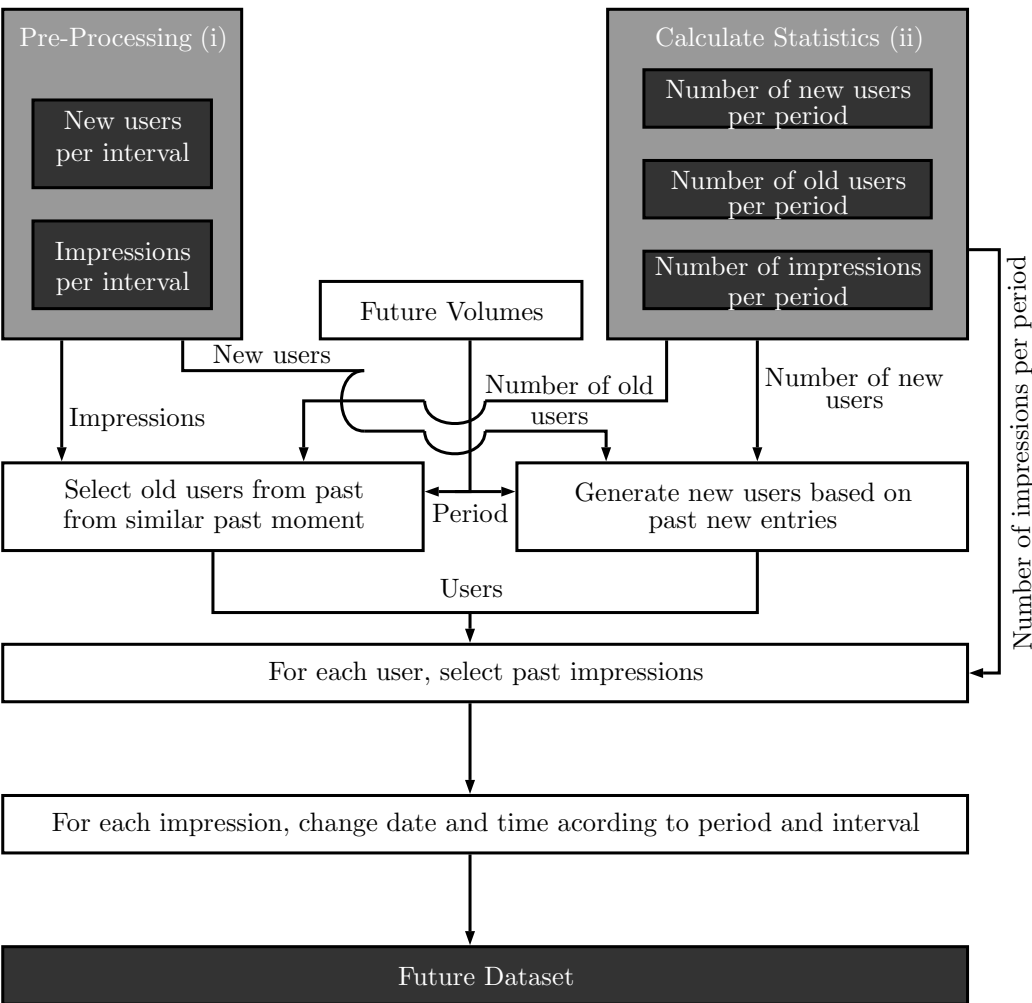 Pre-Processing (i)
New users
per interval
Impressions
per interval
Calculate Statistics (ii)
Number of new users
per period
Number of old users
per period
Number of impressions
per period
Future Volumes
New users
Impressions
Number of old
users
Number of new
users
Number of impressions per period
Select old users from past
from similar past moment
Period
Generate new users based on
past new entries
Users
For each user, select past impressions
For each impression, change date and time acording to period and interval
Future Dataset